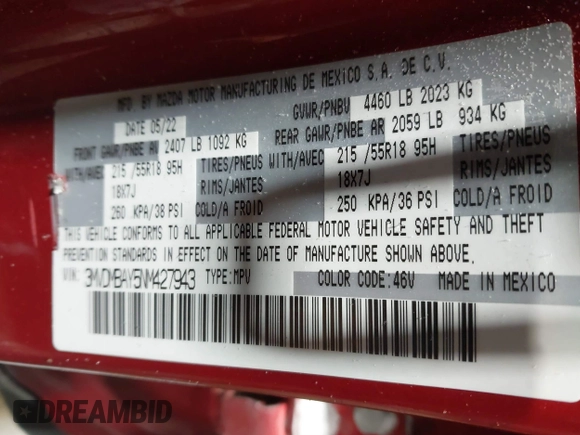 MFD BY MAZDA MOTOR MANUFACTURING DE MEXICO S.A. DE C.V.
DATE 05/22 GVWR/PNBV 4460 LB 2023 KG
FRONT GAWR/PNBE AV 2407 LB 1092 KG REAR GAWR/PNBE AR 2059 LB 934 KG
WITH/AVEC 215 /55R18 95H TIRES/PNEUS WITH/AVEC 215 /55R18 95H TIRES/PNEUS
18X7J RIMS/JANTES 18X7J RIMS/JANTES
260 KPA/38 PSI COLD/A FROID 250 KPA/36 PSI COLD/A FROID
THIS VEHICLE CONFORMS TO ALL APPLICABLE FEDERAL MOTOR VEHICLE SAFETY AND THEFT
PREVENTION STANDARDS IN EFFECT ON THE DATE OF MANUFACTURE SHOWN ABOVE.
VIN: 3MVDMBAY5NM427943 TYPE:MPV COLOR CODE:46V MADE IN MEXICO
DREAMBID